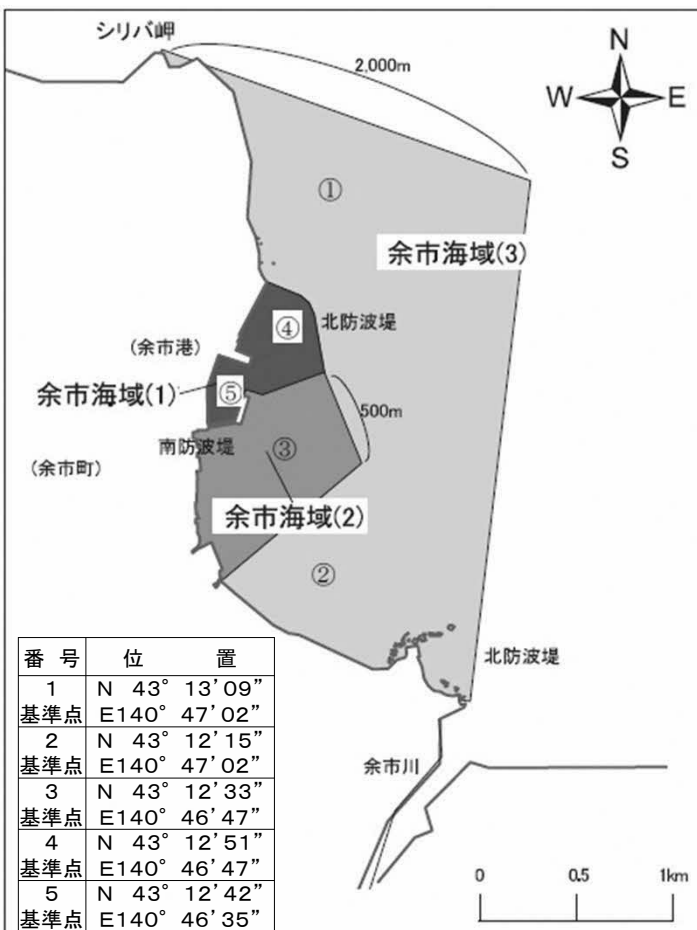 シリバ岬
2,000m
N
W E
S
①
余市海域(3)
④
北防波堤
(余市港)
余市海域(1)
⑤
500m
南防波堤
③
(余市町)
余市海域(2)
②
北防波堤
余市川
番 号 位 置
1 N 43° 13’09”
基準点 E140° 47’02”
2 N 43° 12’15”
基準点 E140° 47’02”
3 N 43° 12’33”
基準点 E140° 46’47”
4 N 43° 12’51”
基準点 E140° 46’47”
5 N 43° 12’42”
基準点 E140° 46’35”
0 0.5 1km